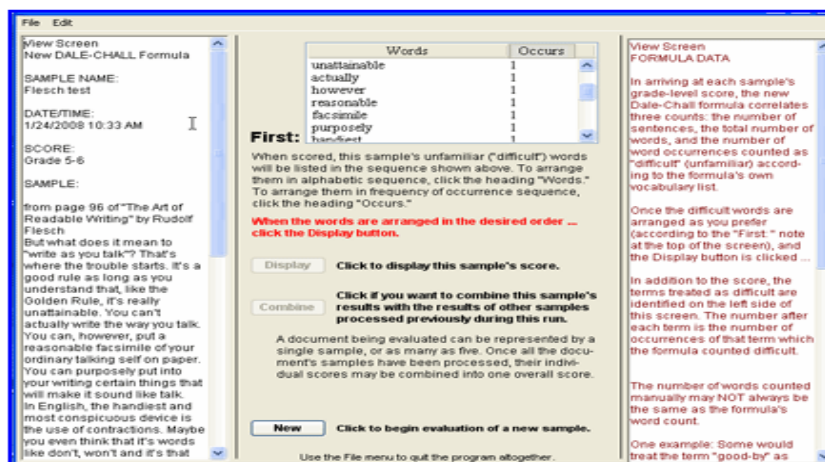 File Edit
View Screen
New DALE-CHALL Formula
SAMPLE NAME:
Flesch test
DATE/TIME:
1/24/2008 10:33 AM
SCORE:
Grade 5-6
SAMPLE:
from page 96 of "The Art of
Readable Writing" by Rudolf
Flesch
But what does it mean to
"write as you talk"? That's
where the trouble starts. It's a
good rule as long as you
understand that, like the
Golden Rule, it's really
unattainable. You can't
actually write the way you talk.
You can, however, put a
reasonable facsimile of your
ordinary talking self on paper.
You can purposely put into
your writing certain things that
will make it sound like talk.
In English, the handiest and
most conspicuous device is
the use of contractions. Maybe
you even think that it's words
like don't, won't and it's that
Words Occurs
unattainable 1
actually 1
however 1
reasonable 1
facsimile 1
purposely 1
handiest 1
First:
When scored, this sample's unfamiliar ("difficult") words
will be listed in the sequence shown above. To arrange
them in alphabetic sequence, click the heading "Words."
To arrange them in frequency of occurrence sequence,
click the heading "Occurs."
When the words are arranged in the desired order ...
click the Display button.
Display Click to display this sample's score.
Combine Click if you want to combine this sample's
results with the results of other samples
processed previously during this run.
A document being evaluated can be represented by a
single sample, or as many as five. Once all the docu-
ment's samples have been processed, their indivi-
dual scores may be combined into one overall score.
New Click to begin evaluation of a new sample.
Use the File menu to quit the program altogether.
View Screen
FORMULA DATA
In arriving at each sample's
grade-level score, the new
Dale-Chall formula correlates
three counts: the number of
sentences, the total number of
words, and the number of
word occurrences counted as
"difficult" (unfamiliar) accord-
ing to the formula's own
vocabulary list.
Once the difficult words are
arranged as you prefer
(according to the "First: " note
at the top of the screen), and
the Display button is clicked ...
In addition to the score, the
terms treated as difficult are
identified on the left side of
this screen. The number after
each term is the number of
occurrences of that term which
the formula counted difficult.
The number of words counted
manually may NOT always be
the same as the formula's
word count.
One example: Some would
treat the term "good-by" as